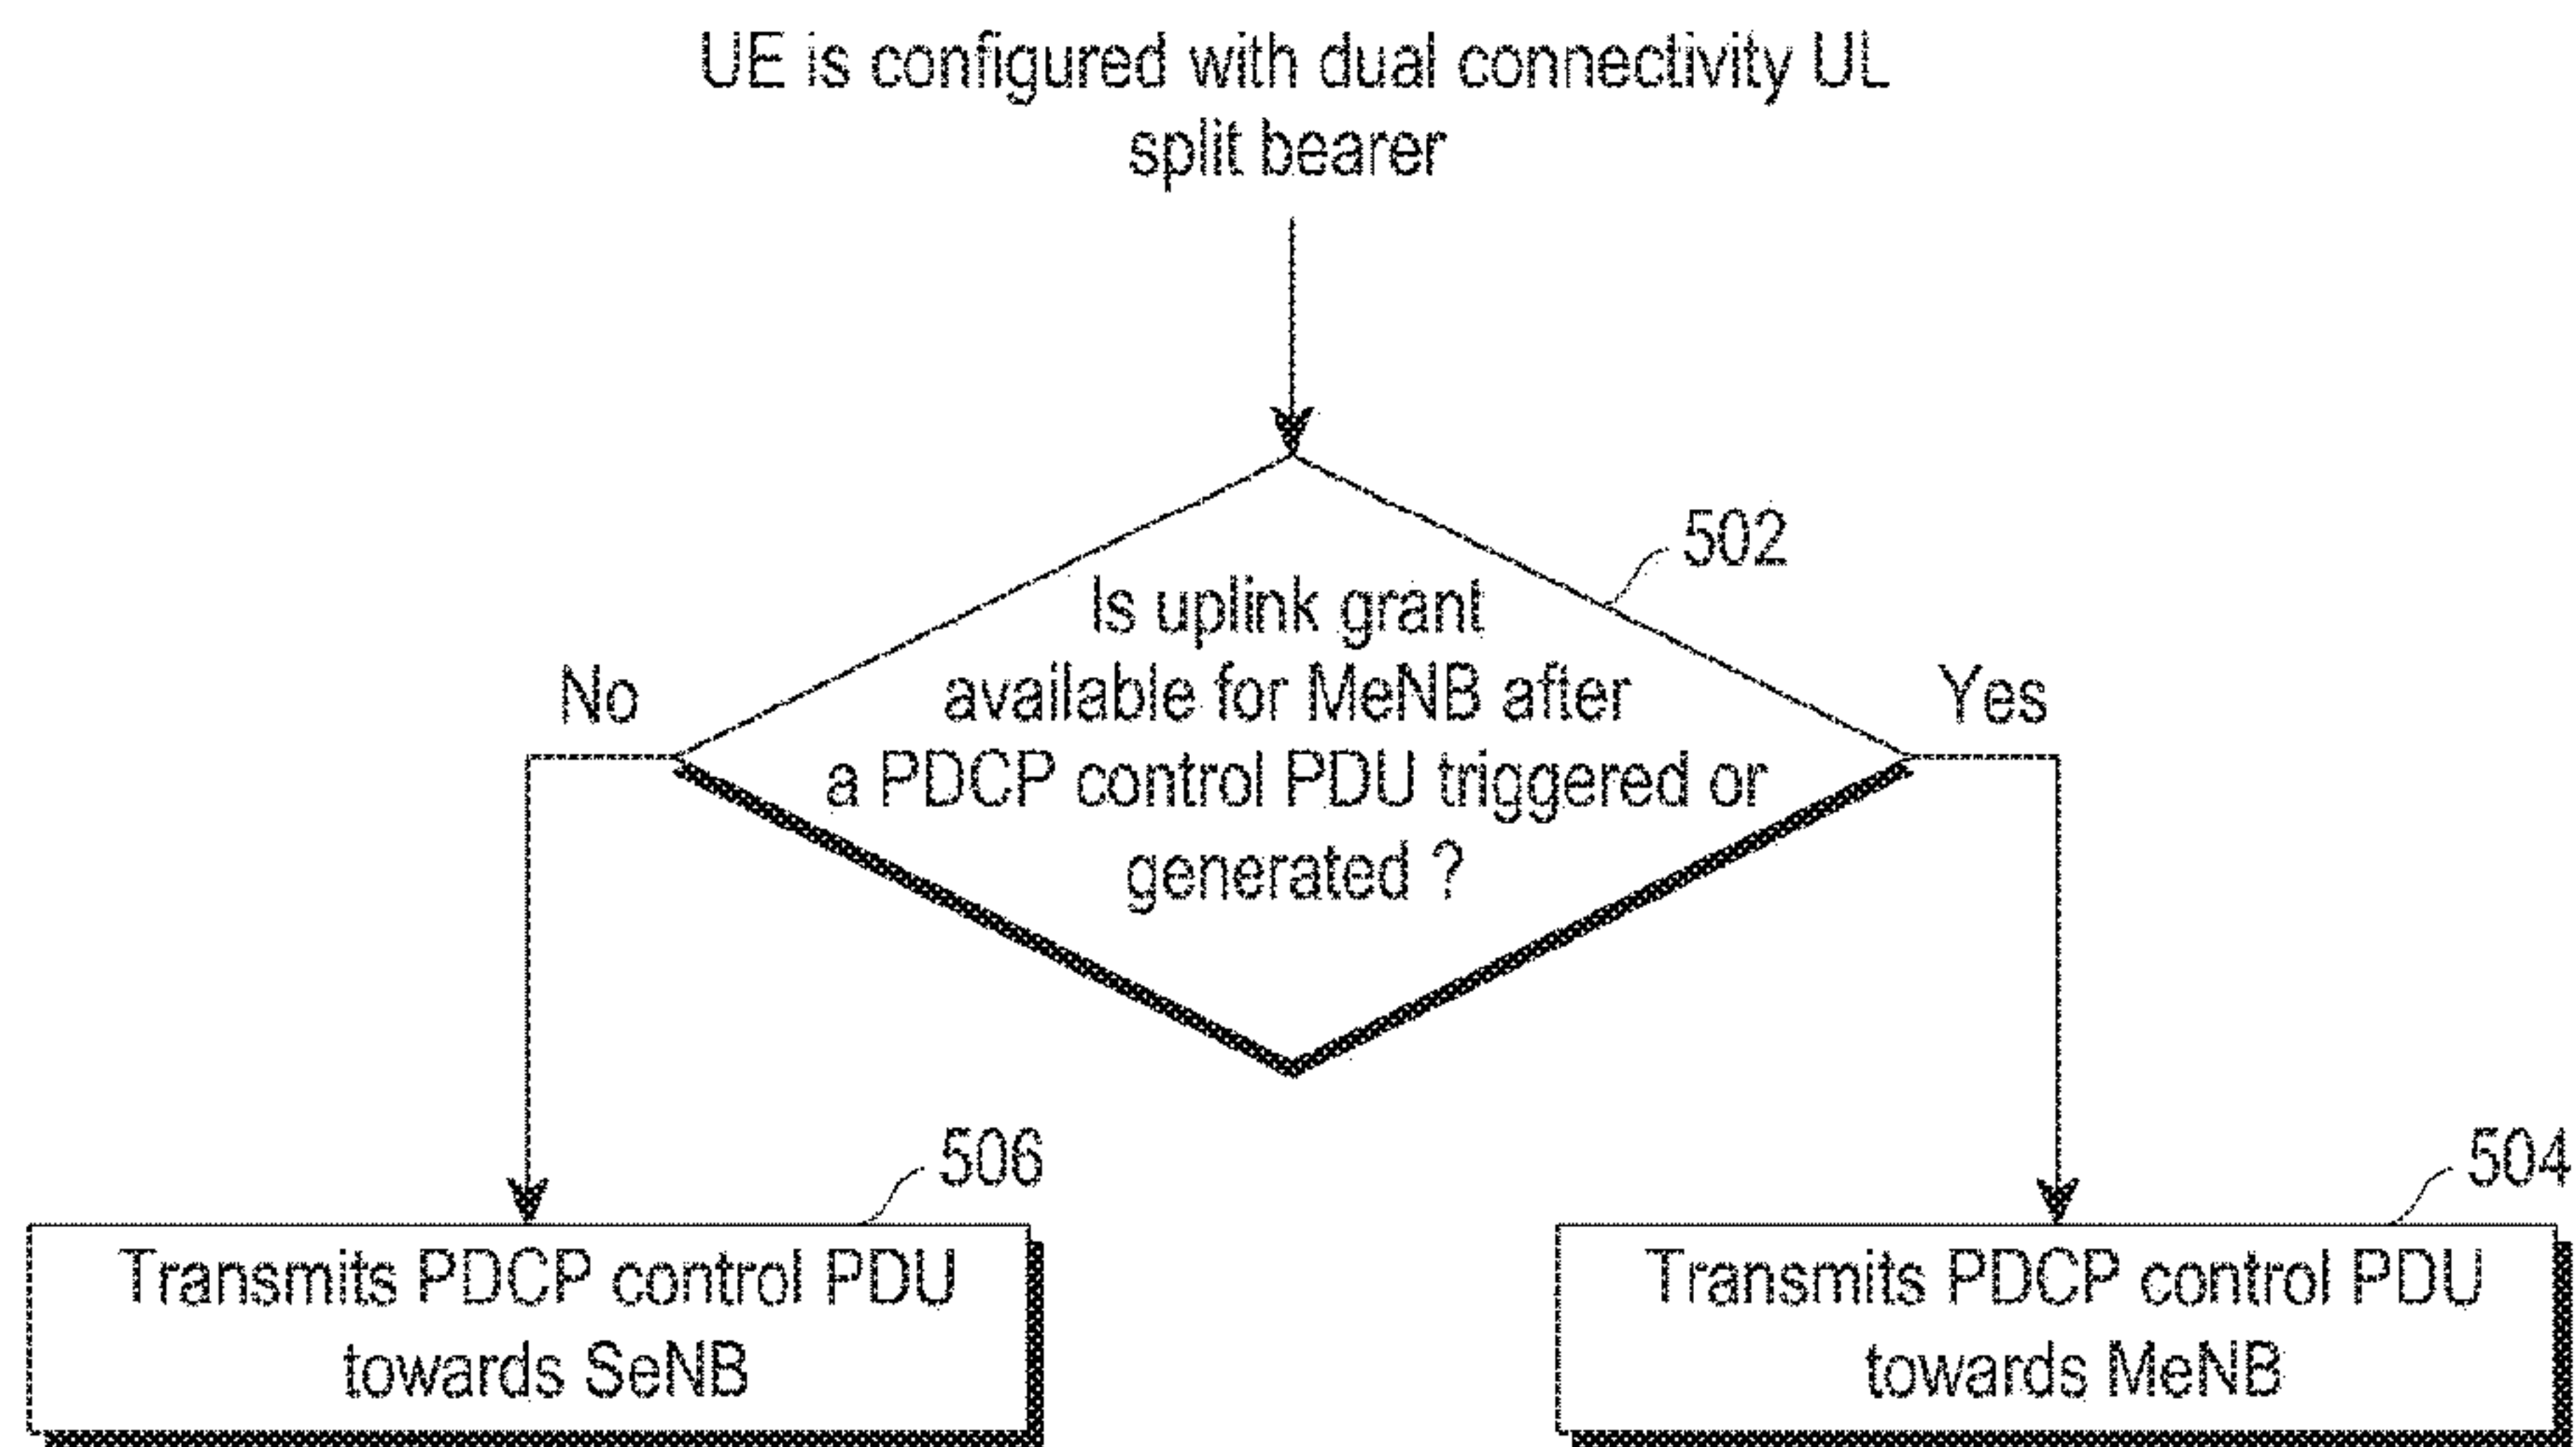 UE is configured with dual connectivity UL
split bearer
502
Is uplink grant
available for MeNB after
a PDCP control PDU triggered or
generated ?
No
Yes
506
504
Transmits PDCP control PDU
towards SeNB
Transmits PDCP control PDU
towards MeNB